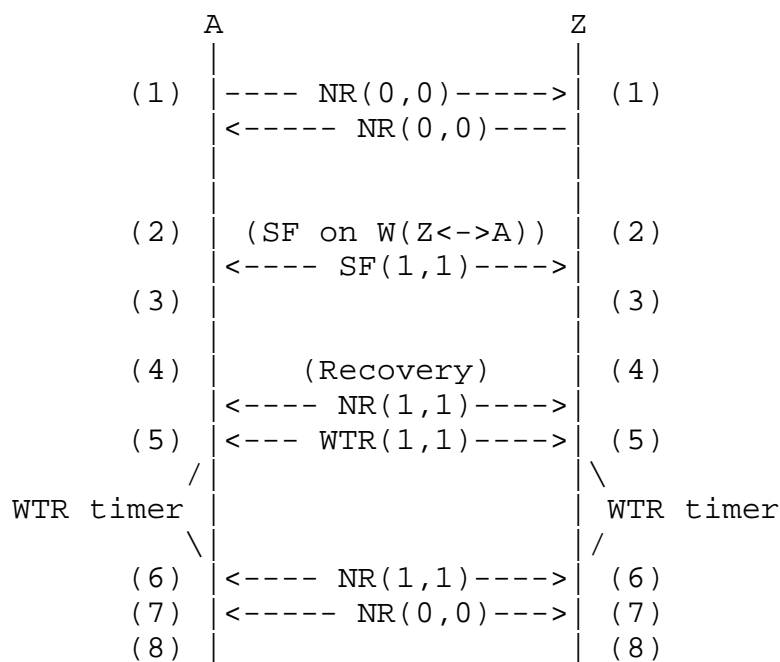 A Z
| |
(1) |---- NR(0,0)----->| (1)
|<----- NR(0,0)----|
| |
| |
(2) | (SF on W(Z<->A)) | (2)
|<---- SF(1,1)---->|
(3) | | (3)
| |
(4) | (Recovery) | (4)
|<---- NR(1,1)---->|
(5) |<--- WTR(1,1)---->| (5)
/| |\
WTR timer | | WTR timer
\| |/
(6) |<---- NR(1,1)---->| (6)
(7) |<---- NR(0,0)--->| (7)
(8) | | (8)